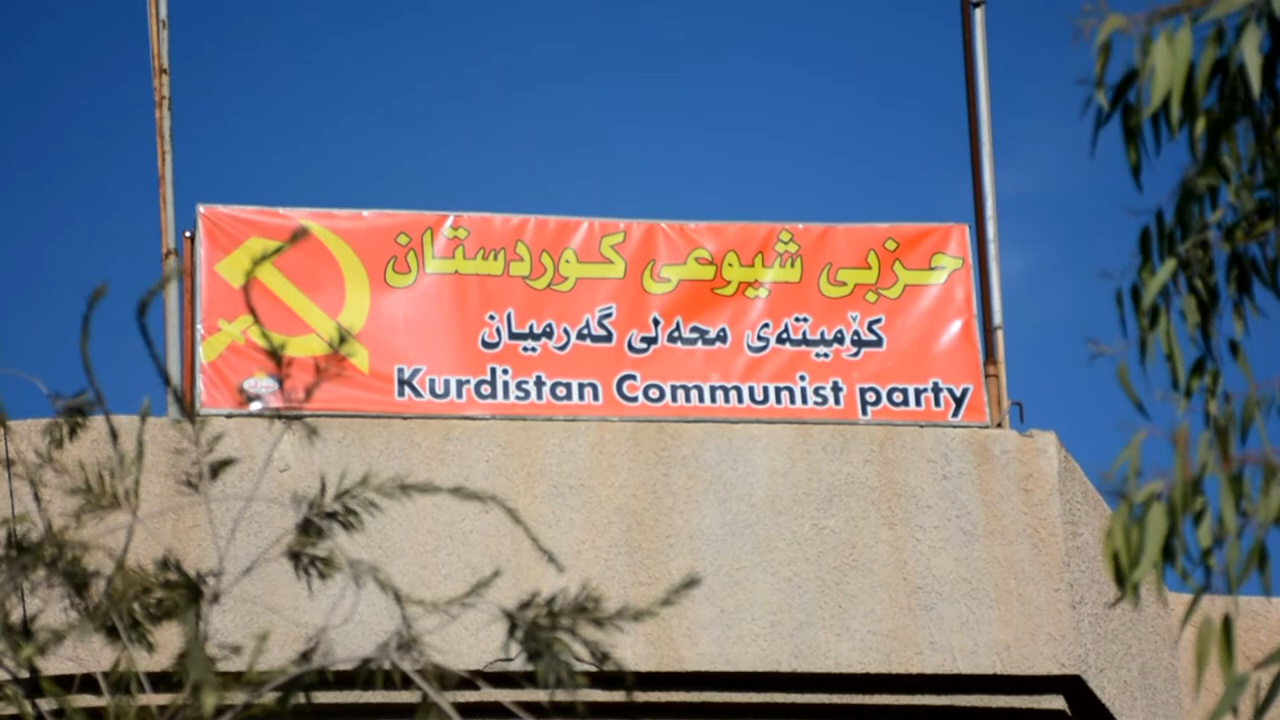 حزبی شیوعی کوردستان
کۆمیتەی محەلی گەرمیان
Kurdistan Communist party